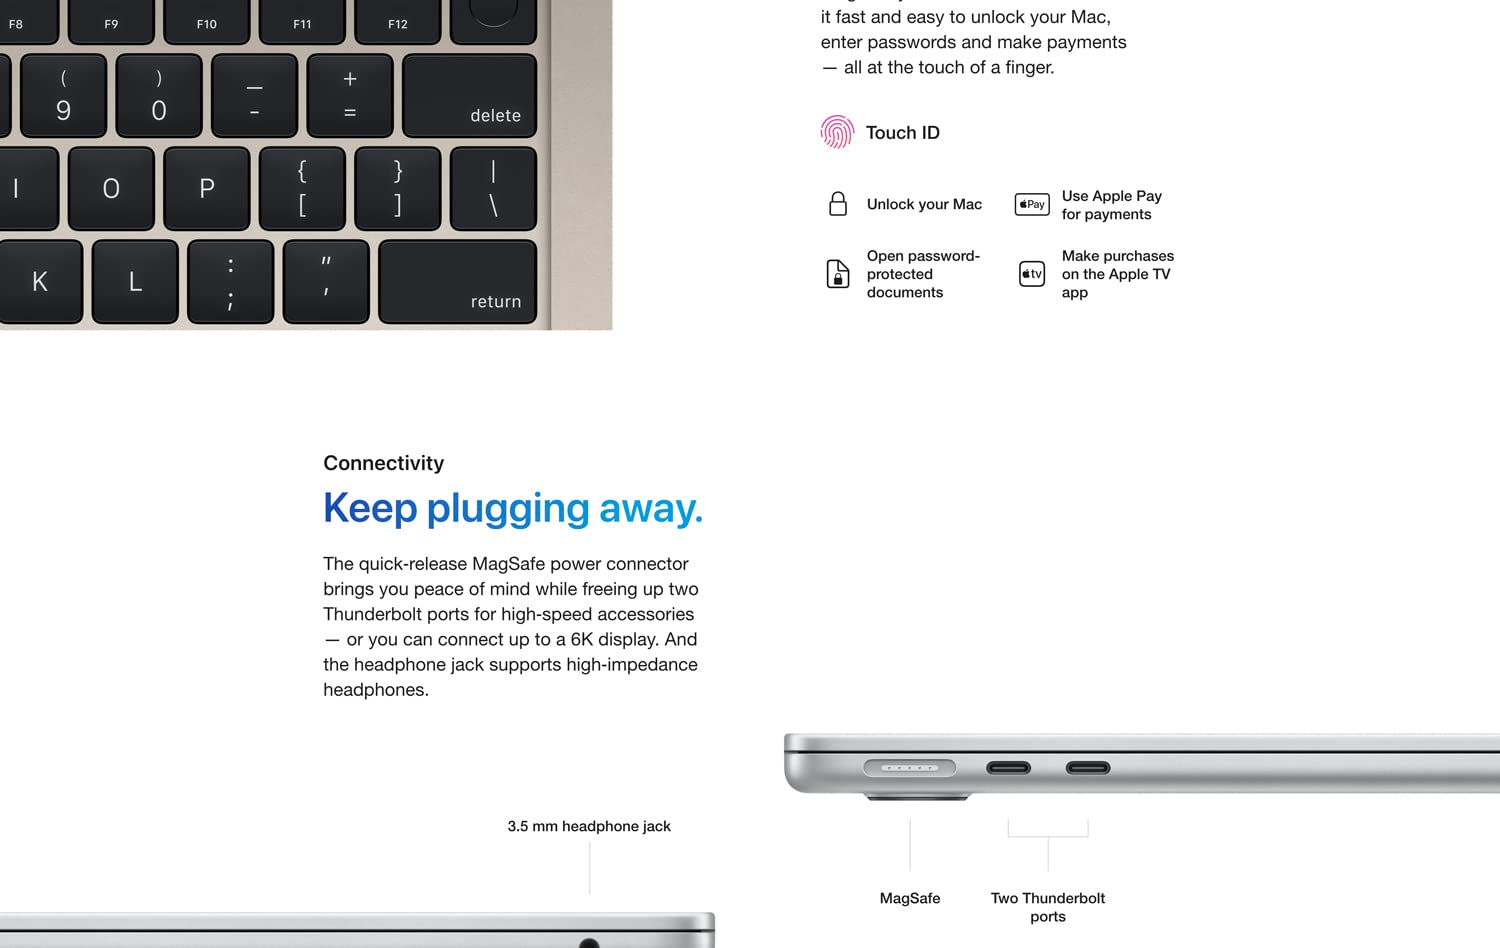 F8 F9 F10 F11 F12
( ) — +
9 0 - = delete
{ } |
I O P [ ] \
: "
K L ; ' return
it fast and easy to unlock your Mac,
enter passwords and make payments
— all at the touch of a finger.
Touch ID
Unlock your Mac
Pay
Use Apple Pay
for payments
Open password-
protected
documents
tv
Make purchases
on the Apple TV
app
Connectivity
Keep plugging away.
The quick-release MagSafe power connector
brings you peace of mind while freeing up two
Thunderbolt ports for high-speed accessories
— or you can connect up to a 6K display. And
the headphone jack supports high-impedance
headphones.
3.5 mm headphone jack
MagSafe
Two Thunderbolt
ports